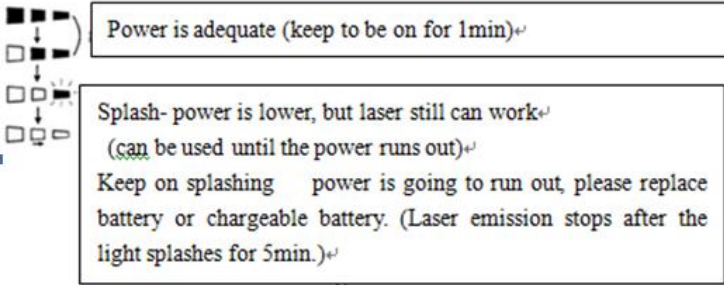 Power is adequate (keep to be on for 1min)↵
Splash- power is lower, but laser still can work↵
(can be used until the power runs out)↵
Keep on splashing power is going to run out, please replace
battery or chargeable battery. (Laser emission stops after the
light splashes for 5min.)↵